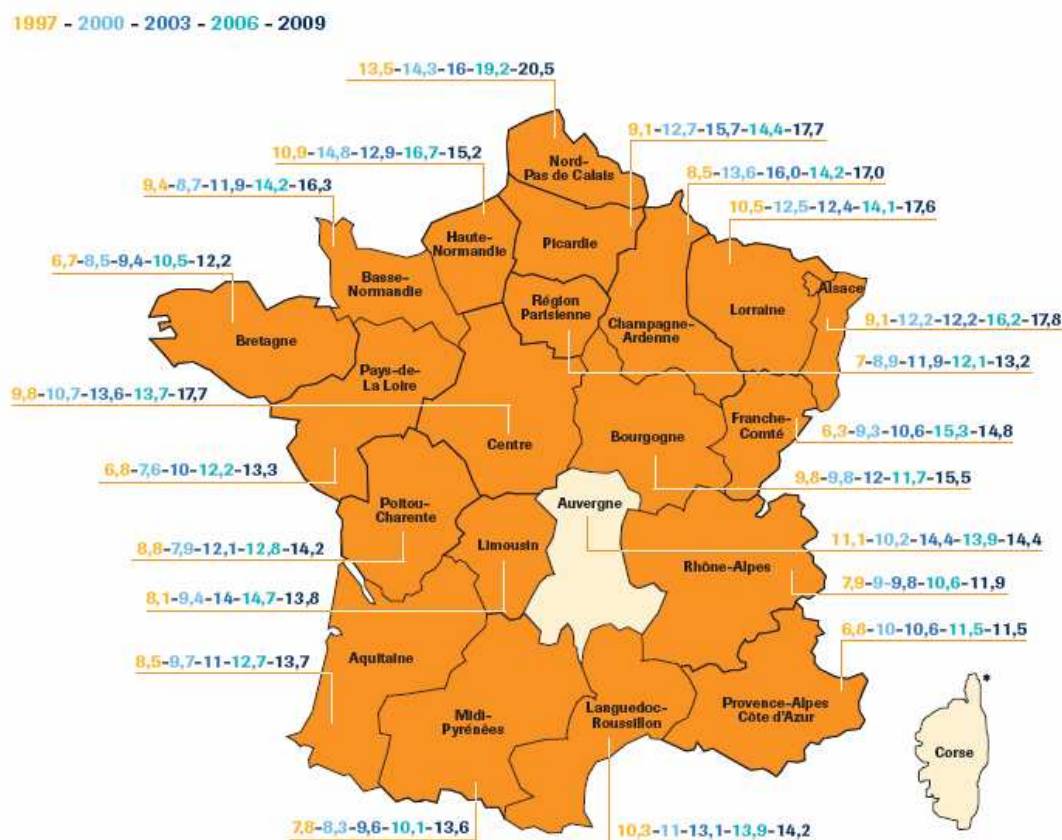 1997 - 2000 - 2003 - 2006 - 2009
13,5-14,3-16-19,2-20,5
9,1-12,7-15,7-14,4-17,7
10,9-14,8-12,9-16,7-15,2
8,5-13,6-16,0-14,2-17,0
9,4-8,7-11,9-14,2-16,3
10,5-12,5-12,4-14,1-17,6
Nord-
Pas de Calais
Haute-
Normandie
Picardie
6,7-8,5-9,4-10,5-12,2
Basse-
Normandie
Région
Parisienne
Alsace
Lorraine
9,1-12,2-12,2-16,2-17,8
Bretagne
Champagne-
Ardenne
Pays-de-
La Loire
7-8,9-11,9-12,1-13,2
9,8-10,7-13,6-13,7-17,7
Franche-
Comté
Centre
Bourgogne
6,3-9,3-10,6-15,3-14,8
6,8-7,6-10-12,2-13,3
9,8-9,8-12-11,7-15,5
Poitou-
Charente
Auvergne
11,1-10,2-14,4-13,9-14,4
8,8-7,9-12,1-12,8-14,2
Limousin
Rhône-Alpes
7,9-9-9,8-10,6-11,9
8,1-9,4-14-14,7-13,8
6,8-10-10,6-11,5-11,5
8,5-9,7-11-12,7-13,7
Aquitaine
*
Midi-
Pyrénées
Languedoc-
Roussillon
Provence-Alpes
Côte d'Azur
Corse
7,8-8,3-9,6-10,1-13,6
10,3-11-13,1-13,9-14,2